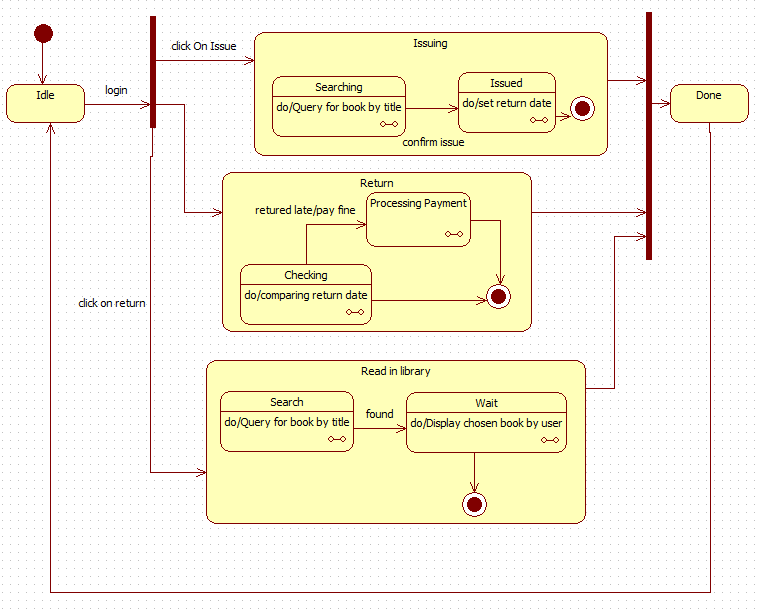 click On Issue
Issuing
Idle
login
Searching
do/Query for book by title
Issued
do/set return date
confirm issue
Done
Return
retured late/pay fine
Processing Payment
Checking
do/comparing return date
click on return
Read in library
Search
do/Query for book by title
found
Wait
do/Display chosen book by user